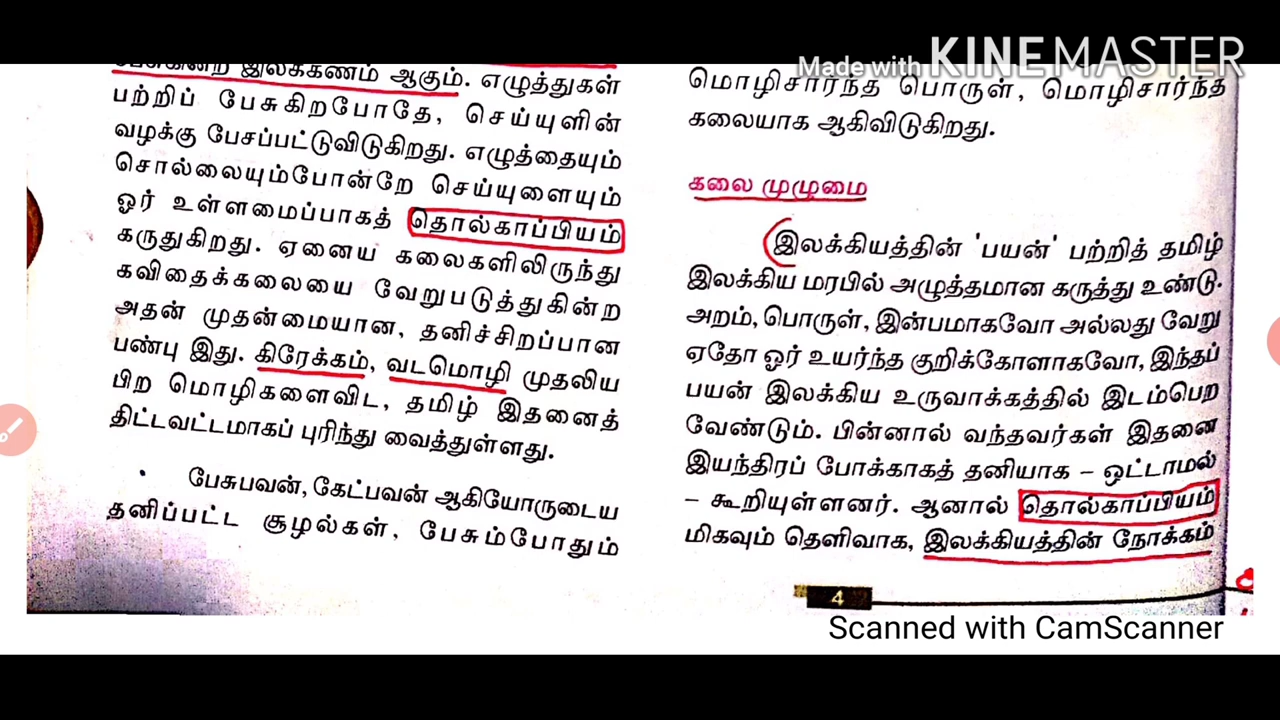 Made with KINEMASTER
இலக்கணம் ஆகும். எழுத்துகள்
பற்றிப் பேசுகிறபோதே, செய்யுளின்
வழக்கு பேசப்பட்டுவிடுகிறது. எழுத்தையும்
சொல்லையும்போன்றே செய்யுளையும்
ஓர் உள்ளமைப்பாகத் தொல்காப்பியம்
கருதுகிறது. ஏனைய கலைகளிலிருந்து
கவிதைக்கலையை வேறுபடுத்துகின்ற
அதன் முதன்மையான, தனிச்சிறப்பான
பண்பு இது. கிரேக்கம், வடமொழி முதலிய
பிற மொழிகளைவிட, தமிழ் இதனைத்
திட்டவட்டமாகப் புரிந்து வைத்துள்ளது.
பேசுபவன், கேட்பவன் ஆகியோருடைய
தனிப்பட்ட சூழல்கள், பேசும்போதும்
மொழிசார்ந்த பொருள், மொழிசார்ந்த
கலையாக ஆகிவிடுகிறது.
கலை முழுமை
இலக்கியத்தின் 'பயன்' பற்றித் தமிழ்
இலக்கிய மரபில் அழுத்தமான கருத்து உண்டு.
அறம், பொருள், இன்பமாகவோ அல்லது வேறு
ஏதோ ஓர் உயர்ந்த குறிக்கோளாகவோ, இந்தப்
பயன் இலக்கிய உருவாக்கத்தில் இடம்பெற
வேண்டும். பின்னால் வந்தவர்கள் இதனை
இயந்திரப் போக்காகத் தனியாக – ஒட்டாமல்
– கூறியுள்ளனர். ஆனால் தொல்காப்பியம்
மிகவும் தெளிவாக, இலக்கியத்தின் நோக்கம்
4
Scanned with CamScanner